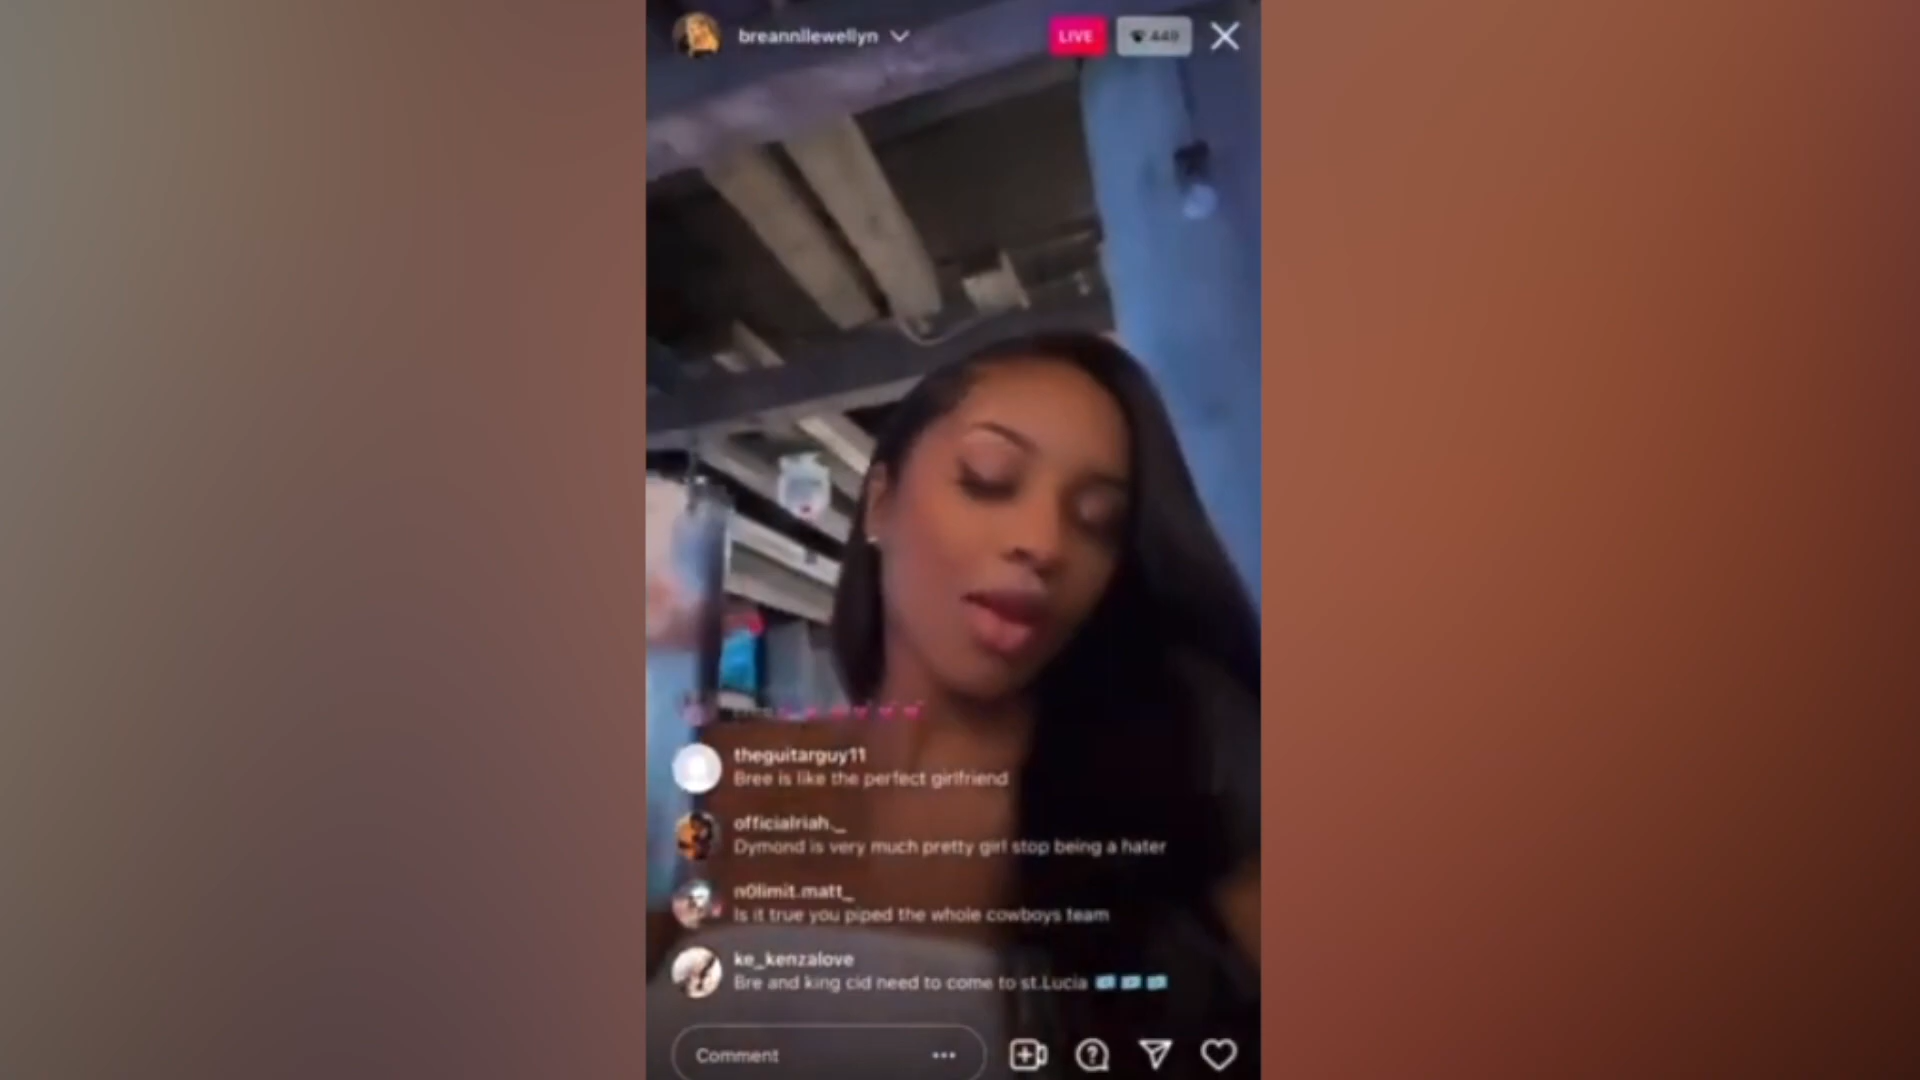 breannllewellyn
LIVE
449
theguitarguy11
Bree is like the perfect girlfriend
officialriah._
Dymond is very much pretty girl stop being a hater
n0limit.matt_
Is it true you piped the whole cowboys team
ke_kenzalove
Bre and king cid need to come to st.Lucia 🇱🇨 🇱🇨 🇱🇨
Comment